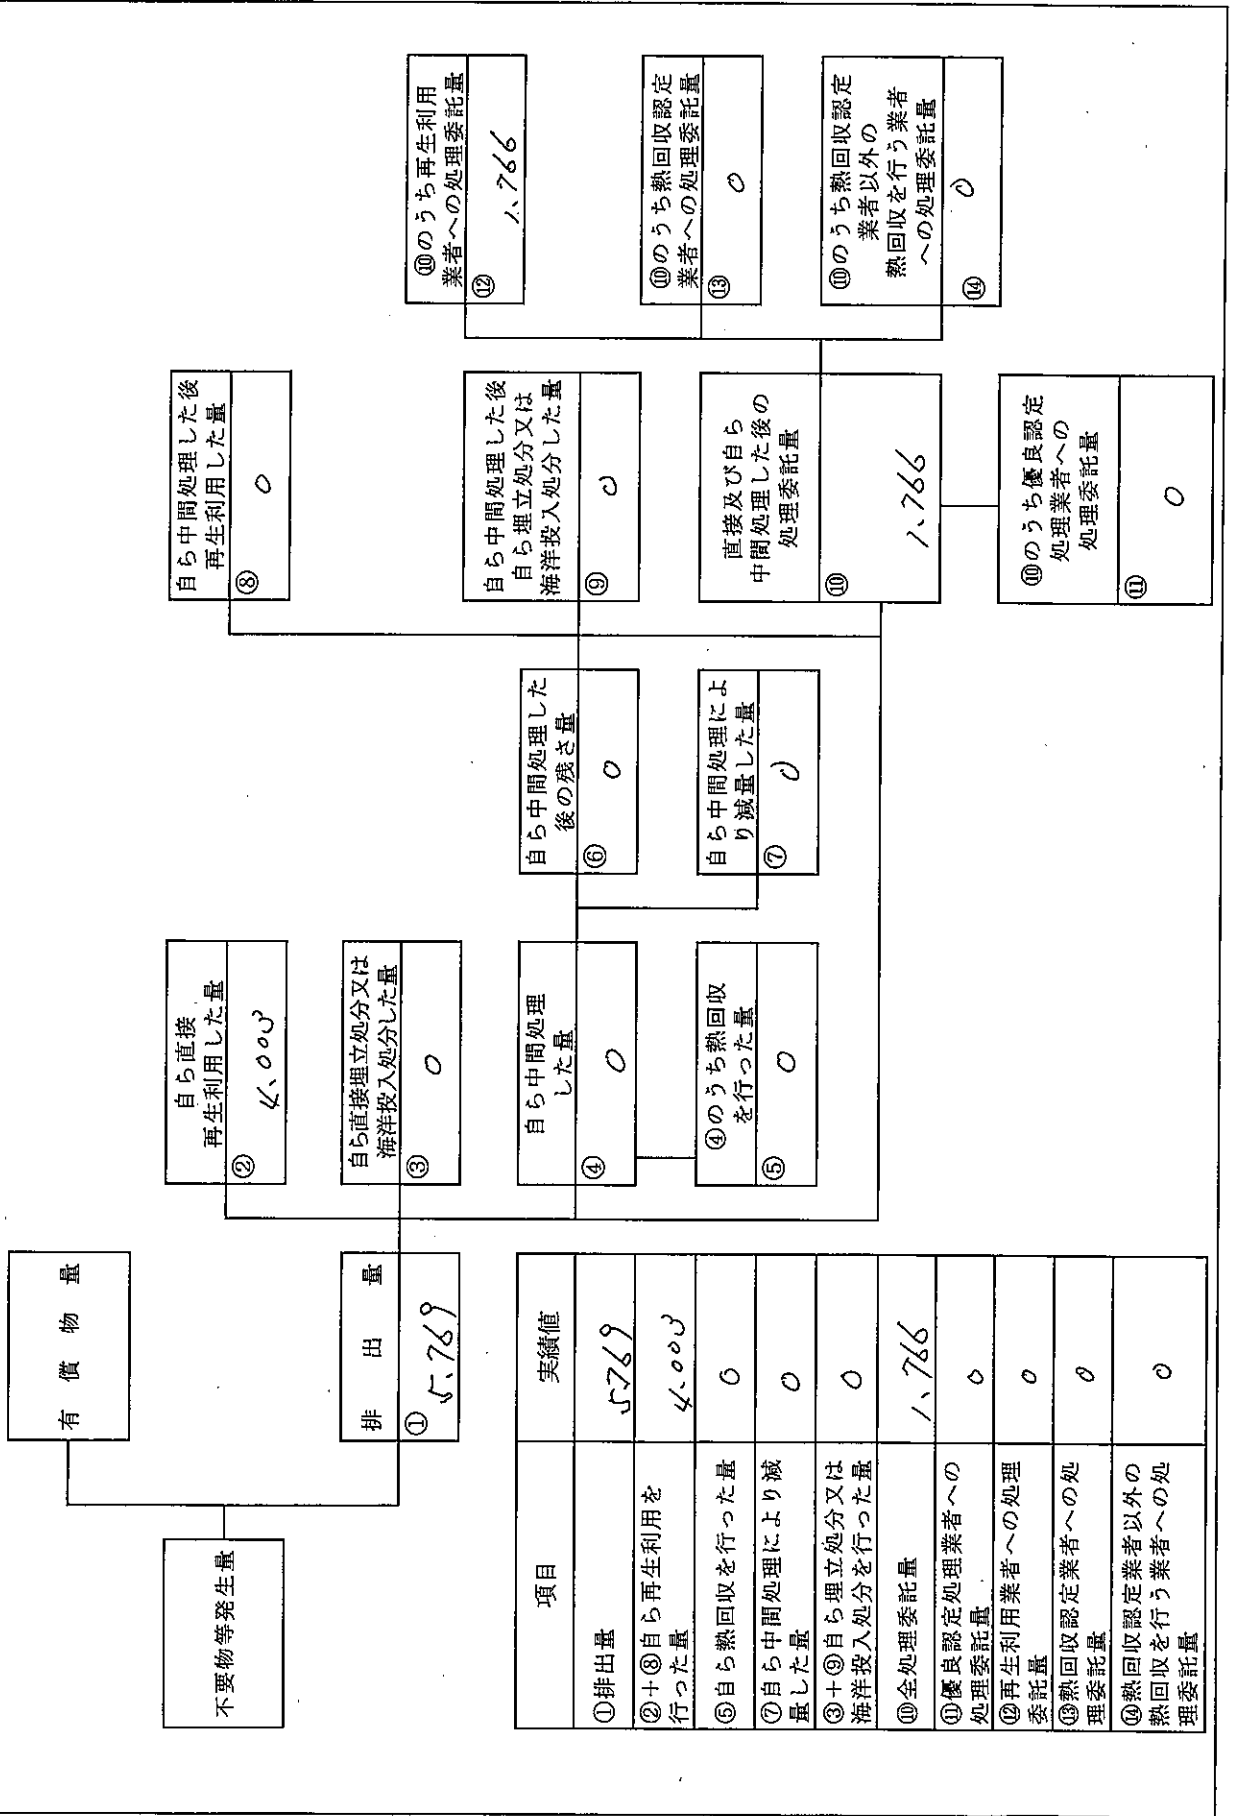 不要物等発生量
有償物量
排出量
① 5、769
自ら直接
再生利用した量
② 4、003
自ら直接埋立処分又は
海洋投入処分した量
③ 0
自ら中間処理
した量
④ 0
④のうち熱回収
を行った量
⑤ 0
自ら中間処理した
後の残さ量
⑥ 0
自ら中間処理によ
り減量した量
⑦ 0
自ら中間処理した後
再生利用した量
⑧ 0
自ら中間処理した後
自ら埋立処分又は
海洋投入処分した量
⑨ 0
直接及び自ら
中間処理した後の
処理委託量
⑩ 1、766
⑩のうち優良認定
処理業者への
処理委託量
⑪ 0
⑩のうち再生利用
業者への処理委託量
⑫ 1、766
⑩のうち熱回収認定
業者への処理委託量
⑬ 0
⑩のうち熱回収認定
業者以外の
熱回収を行う業者
への処理委託量
⑭ 0
項目 実績値
①排出量 5769
②+⑧自ら再生利用を
行った量 4、003
⑤自ら熱回収を行った量 0
⑦自ら中間処理により減
量した量 0
③+⑨自ら埋立処分又は
海洋投入処分を行った量 0
⑩全処理委託量 1、766
⑪優良認定処理業者への
処理委託量 0
⑫再生利用業者への処理
委託量 0
⑬熱回収認定業者への処
理委託量 0
⑭熱回収認定業者以外の
熱回収を行う業者への処
理委託量 0